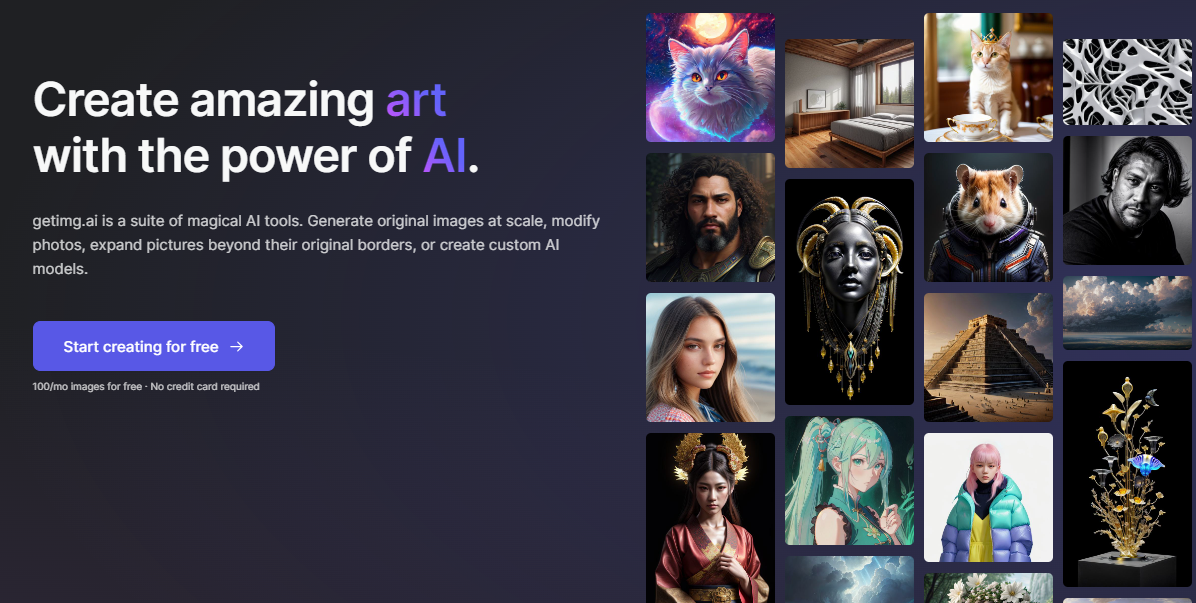 Create amazing art
with the power of AI.
getimg.ai is a suite of magical AI tools. Generate original images at scale, modify
photos, expand pictures beyond their original borders, or create custom AI
models.
Start creating for free →
100/mo images for free · No credit card required